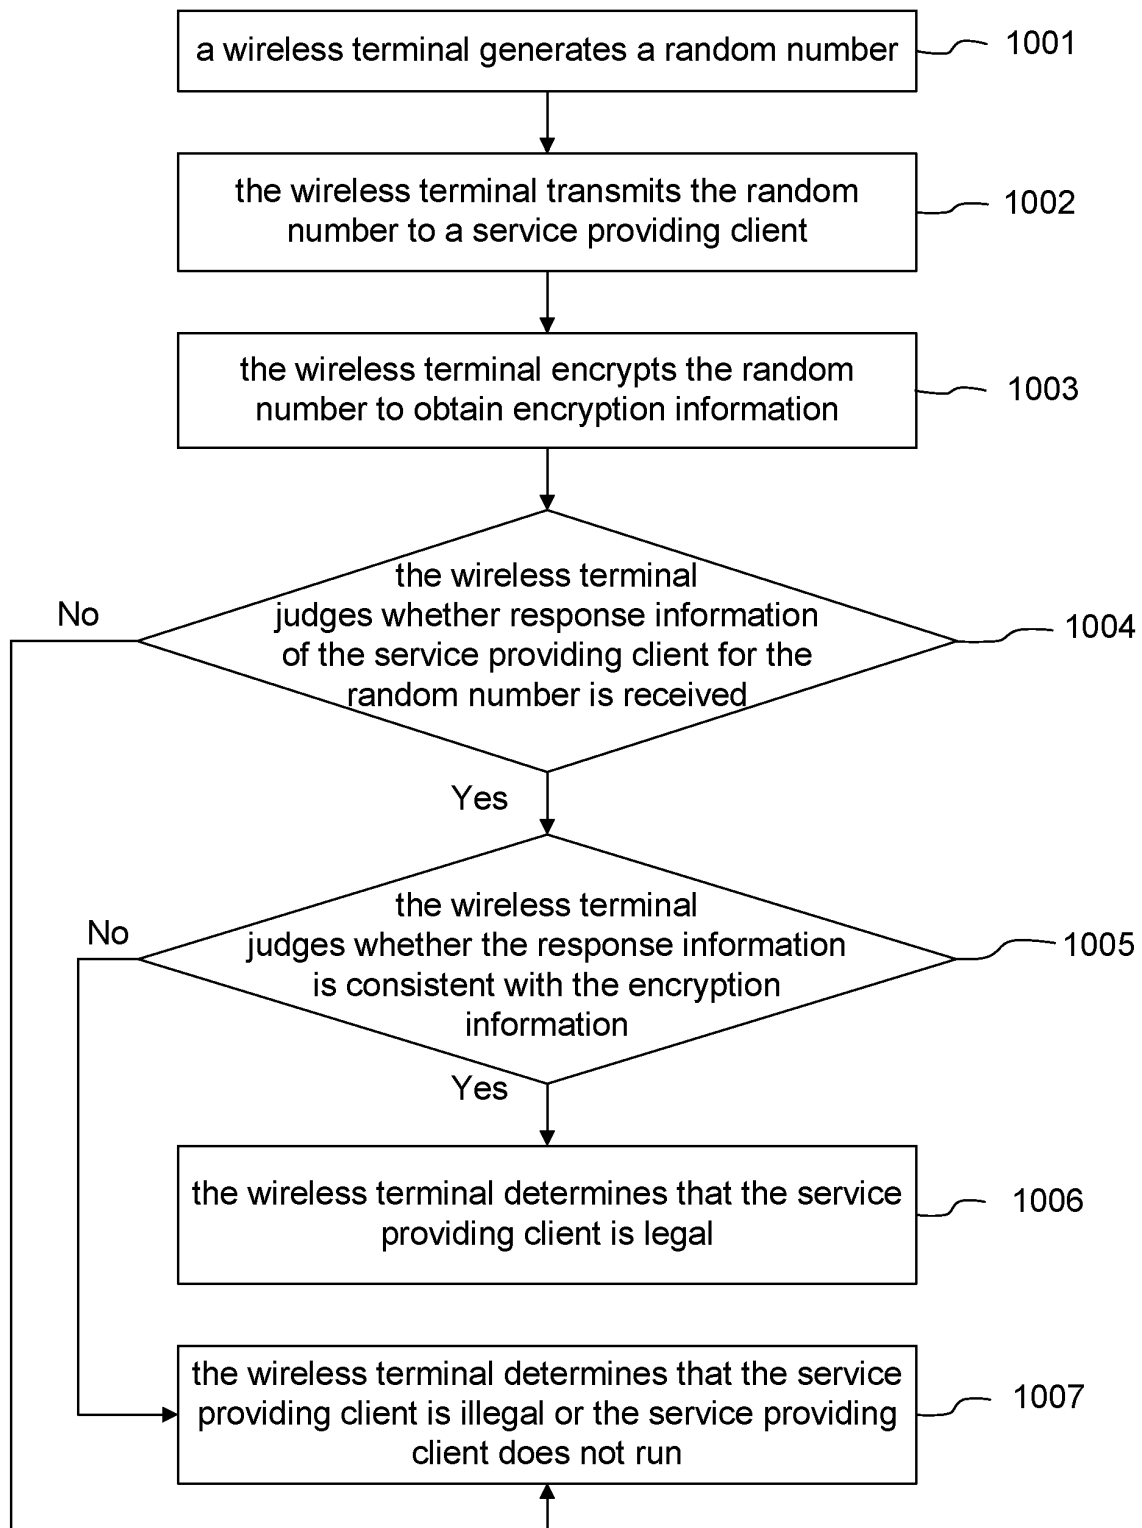 a wireless terminal generates a random number
1001
the wireless terminal transmits the random
number to a service providing client
1002
the wireless terminal encrypts the random
number to obtain encryption information
1003
the wireless terminal
judges whether response information
of the service providing client for the
random number is received
No
1004
Yes
the wireless terminal
judges whether the response information
is consistent with the encryption
information
No
1005
Yes
the wireless terminal determines that the service
providing client is legal
1006
the wireless terminal determines that the service
providing client is illegal or the service providing
client does not run
1007